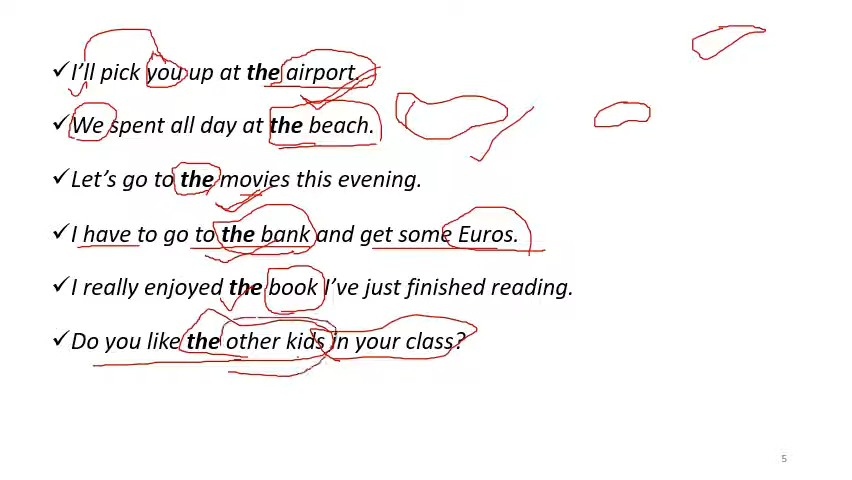 ✓I'll pick you up at the airport.
✓We spent all day at the beach.
✓Let's go to the movies this evening.
✓I have to go to the bank and get some Euros.
✓I really enjoyed the book I've just finished reading.
✓Do you like the other kids in your class?
5